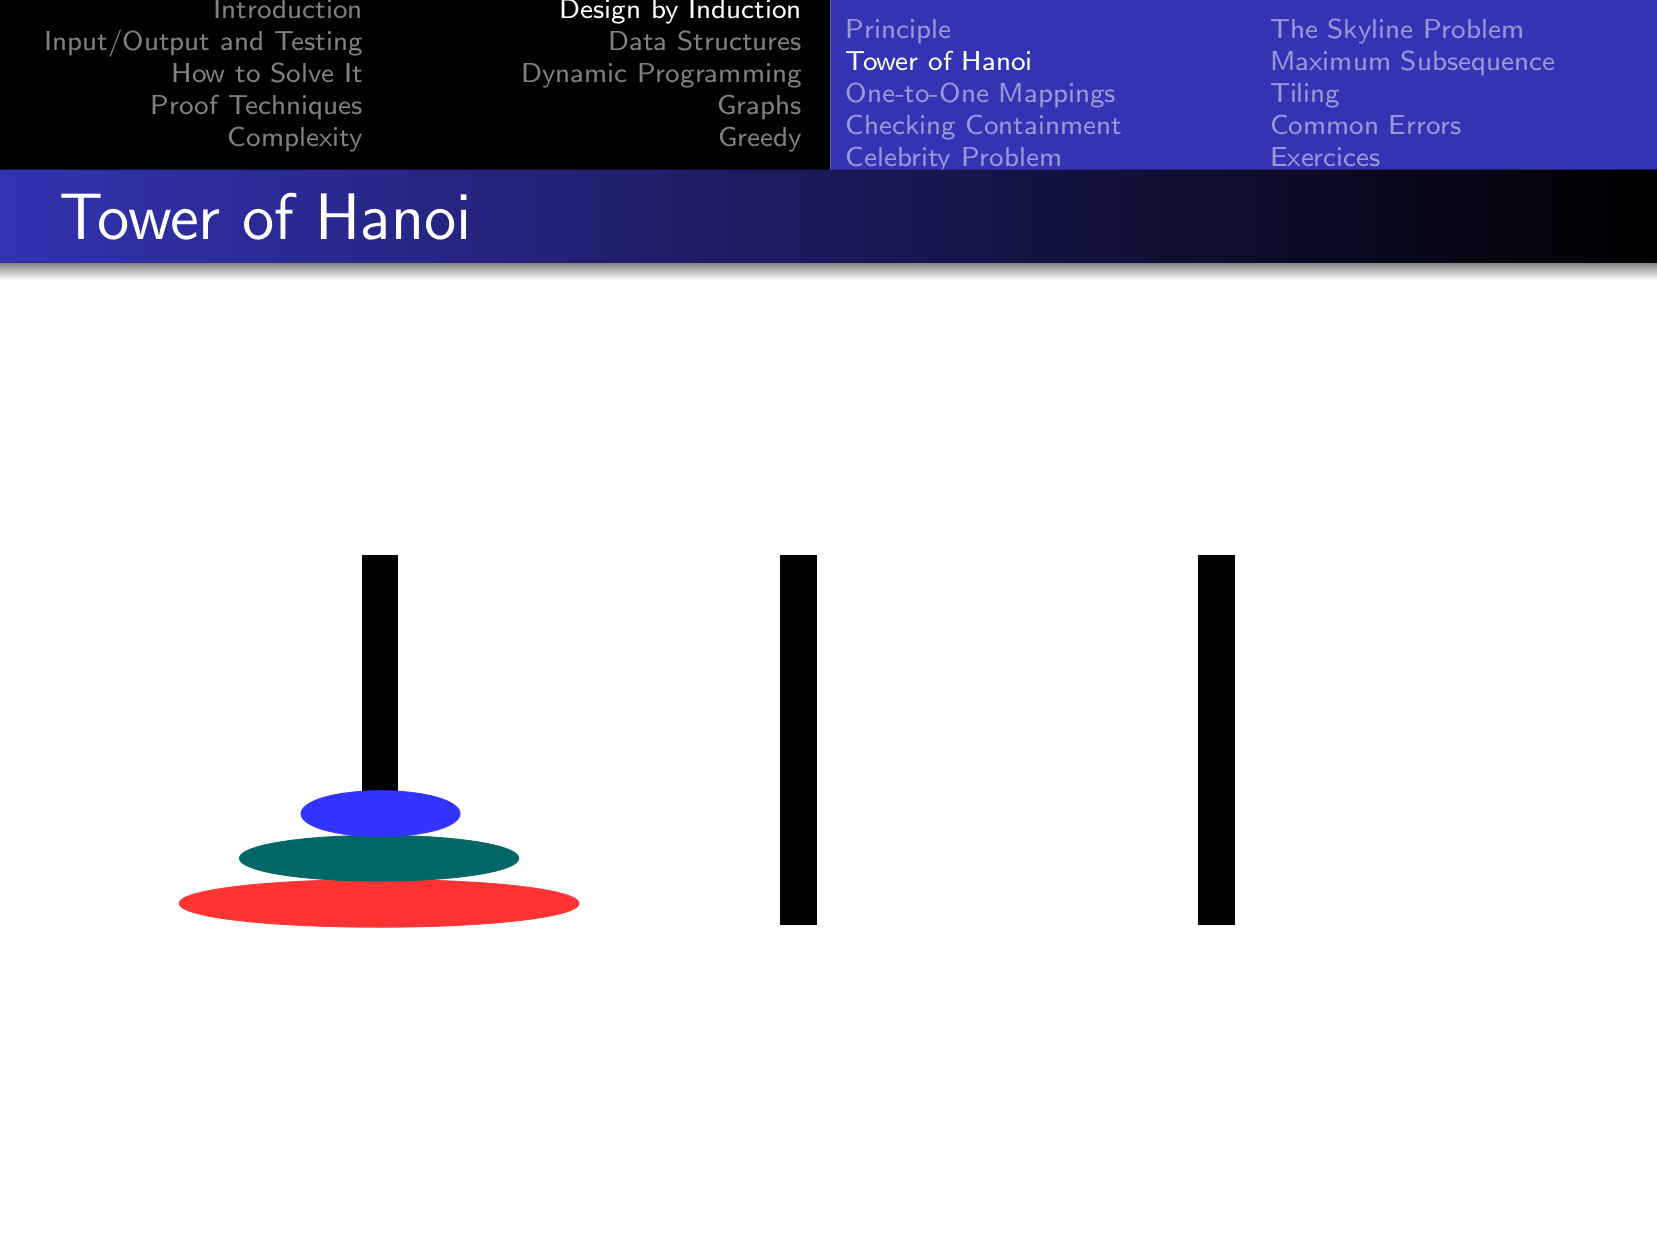 Introduction
Input/Output and Testing
How to Solve It
Proof Techniques
Complexity
Design by Induction
Data Structures
Dynamic Programming
Graphs
Greedy
Principle
Tower of Hanoi
One-to-One Mappings
Checking Containment
Celebrity Problem
The Skyline Problem
Maximum Subsequence
Tiling
Common Errors
Exercices
Tower of Hanoi